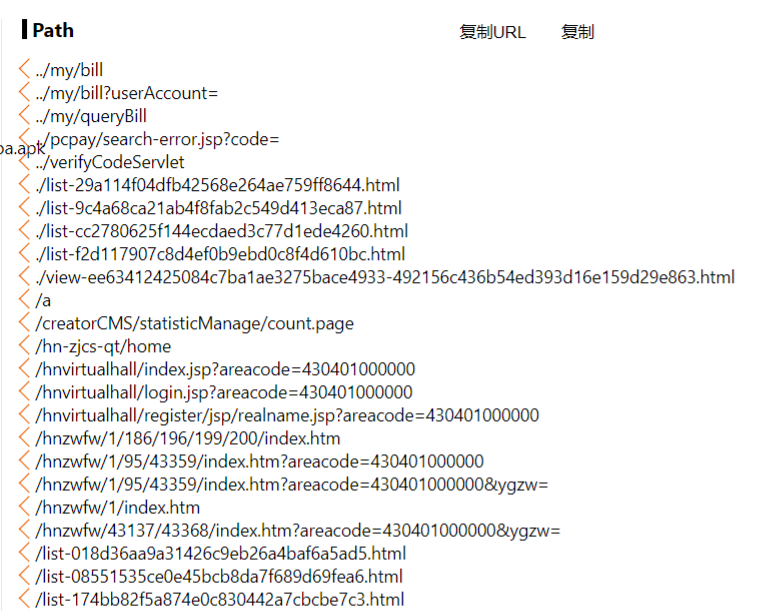 Path 复制URL 复制
../my/bill
../my/bill?userAccount=
../my/queryBill
../pcpay/search-error.jsp?code=
oa.apk
../verifyCodeServlet
./list-29a114f04dfb42568e264ae759ff8644.html
./list-9c4a68ca21ab4f8fab2c549d413eca87.html
./list-cc2780625f144ecdaed3c77d1ede4260.html
./list-f2d117907c8d4ef0b9ebd0c8f4d610bc.html
./view-ee63412425084c7ba1ae3275bace4933-492156c436b54ed393d16e159d29e863.html
/a
/creatorCMS/statisticManage/count.page
/hn-zjcs-qt/home
/hnvirtualhall/index.jsp?areacode=430401000000
/hnvirtualhall/login.jsp?areacode=430401000000
/hnvirtualhall/register/jsp/realname.jsp?areacode=430401000000
/hnzwfw/1/186/196/199/200/index.htm
/hnzwfw/1/95/43359/index.htm?areacode=430401000000
/hnzwfw/1/95/43359/index.htm?areacode=430401000000&ygzw=
/hnzwfw/1/index.htm
/hnzwfw/43137/43368/index.htm?areacode=430401000000&ygzw=
/list-018d36aa9a31426c9eb26a4baf6a5ad5.html
/list-08551535ce0e45bcb8da7f689d69fea6.html
/list-174bb82f5a874e0c830442a7cbcbe7c3.html